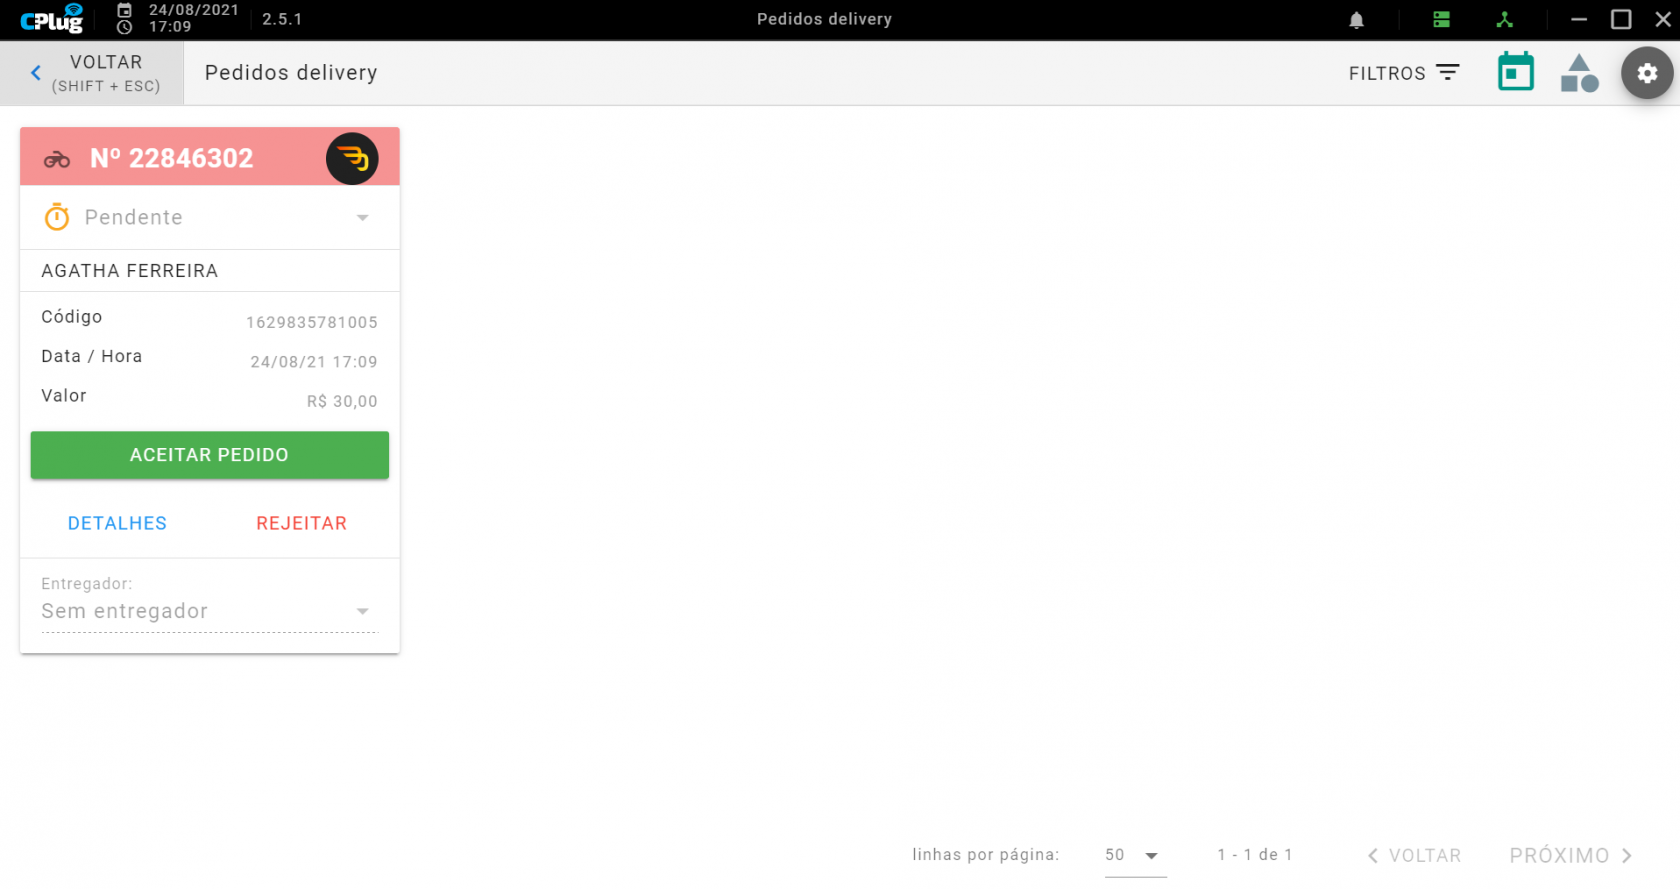 CPlug
24/08/2021
17:09
2.5.1
Pedidos delivery
VOLTAR
(SHIFT + ESC)
Pedidos delivery
FILTROS
Nº 22846302
Pendente
AGATHA FERREIRA
Código 1629835781005
Data / Hora 24/08/21 17:09
Valor R$ 30,00
ACEITAR PEDIDO
DETALHES REJEITAR
Entregador:
Sem entregador
linhas por página: 50 1 - 1 de 1 VOLTAR PRÓXIMO